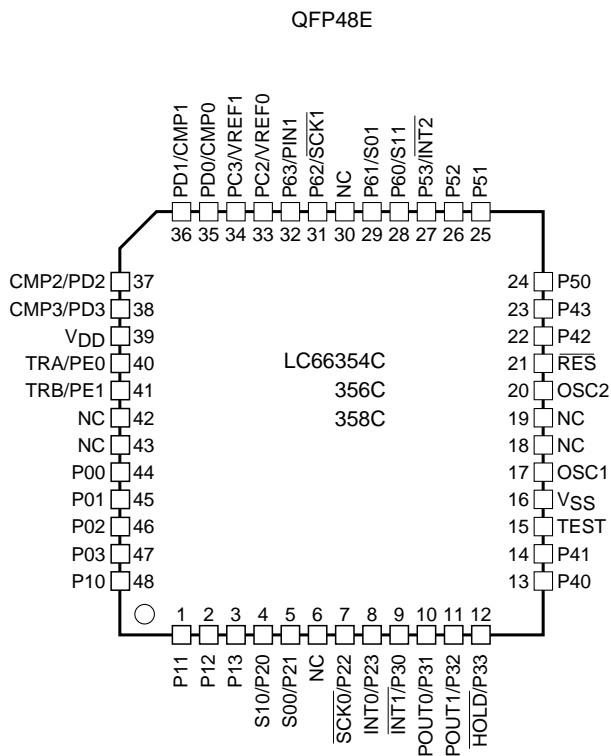 QFP48E
PD1/CMP1
PD0/CMP0
PC3/VREF1
PC2/VREF0
P63/PIN1
P62/S̅C̅K̅1̅
NC
P61/S01
P60/S11
P53/I̅N̅T̅2̅
P52
P51
36 35 34 33 32 31 30 29 28 27 26 25
CMP2/PD2 37
CMP3/PD3 38
VDD 39
TRA/PE0 40
TRB/PE1 41
NC 42
NC 43
P00 44
P01 45
P02 46
P03 47
P10 48
LC66354C
356C
358C
24 P50
23 P43
22 P42
21 R̅E̅S̅
20 OSC2
19 NC
18 NC
17 OSC1
16 VSS
15 TEST
14 P41
13 P40
1 2 3 4 5 6 7 8 9 10 11 12
P11
P12
P13
S10/P20
S00/P21
NC
S̅C̅K̅0̅/P22
INT0/P23
I̅N̅T̅1̅/P30
POUT0/P31
POUT1/P32
H̅O̅L̅D̅/P33